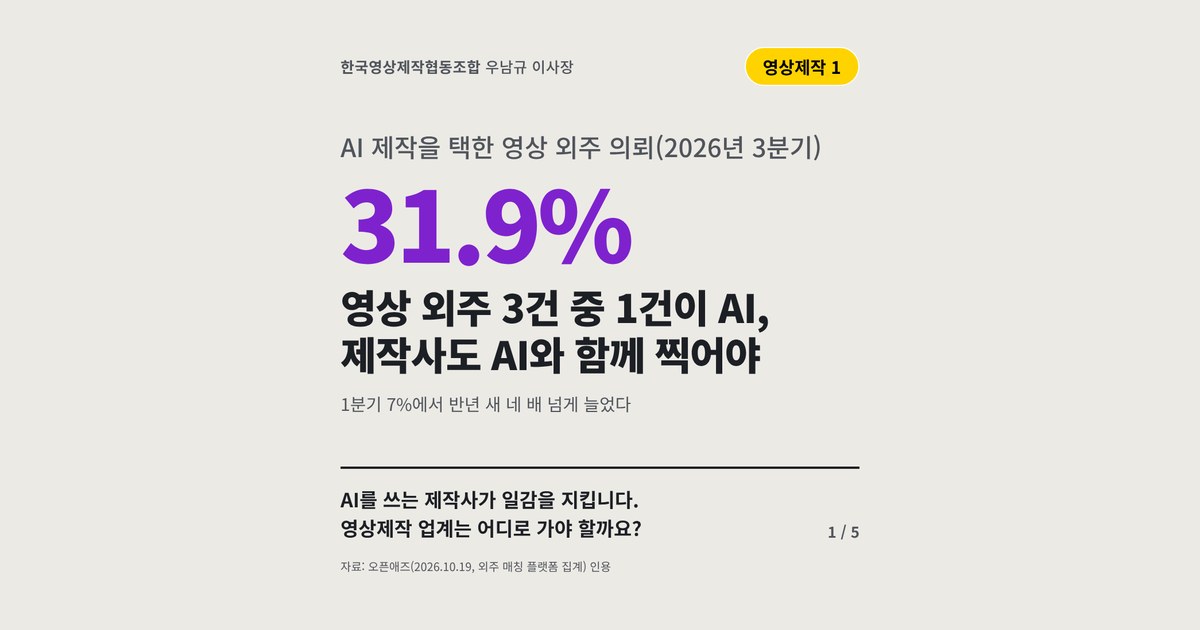 한국영상제작협동조합 우남규 이사장
영상제작 1
AI 제작을 택한 영상 외주 의뢰(2026년 3분기)
31.9%
영상 외주 3건 중 1건이 AI,
제작사도 AI와 함께 찍어야
1분기 7%에서 반년 새 네 배 넘게 늘었다
AI를 쓰는 제작사가 일감을 지킵니다.
영상제작 업계는 어디로 가야 할까요?
1 / 5
자료: 오픈애즈(2026.10.19, 외주 매칭 플랫폼 집계) 인용